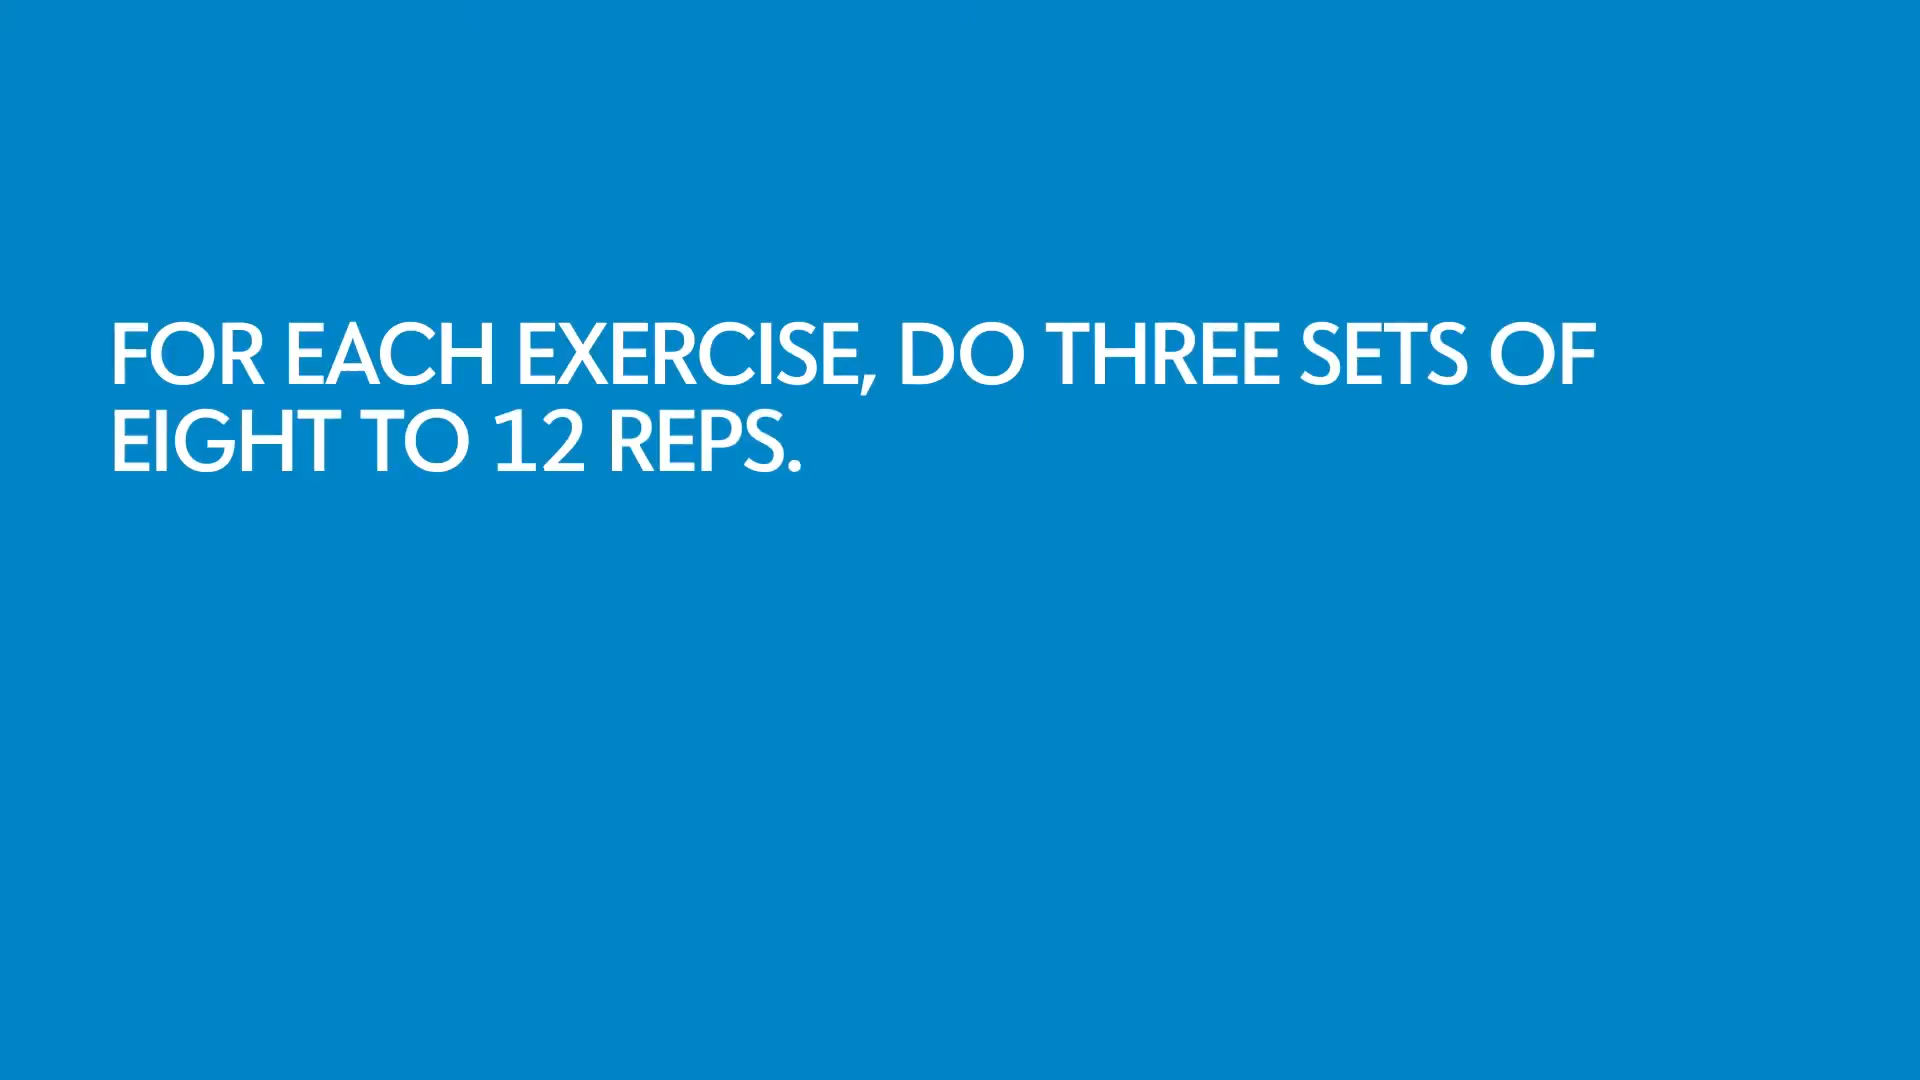 FOR EACH EXERCISE, DO THREE SETS OF
EIGHT TO 12 REPS.